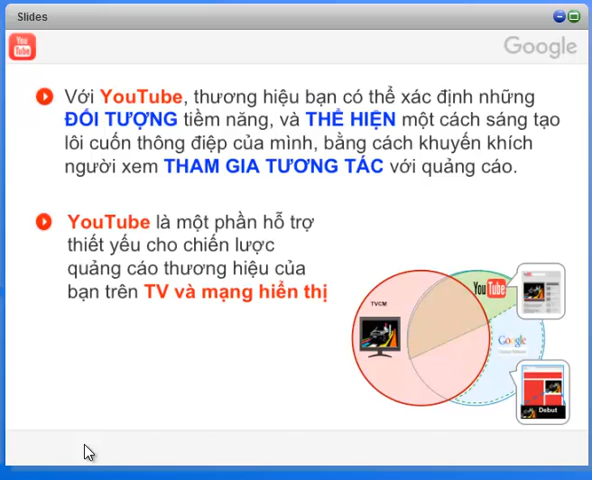 Slides
You
Tube
Google
Với YouTube, thương hiệu bạn có thể xác định những
ĐỐI TƯỢNG tiềm năng, và THỂ HIỆN một cách sáng tạo
lôi cuốn thông điệp của mình, bằng cách khuyến khích
người xem THAM GIA TƯƠNG TÁC với quảng cáo.
YouTube là một phần hỗ trợ
thiết yếu cho chiến lược
quảng cáo thương hiệu của
bạn trên TV và mạng hiển thị
TVCM
YouTube
Google
Debut